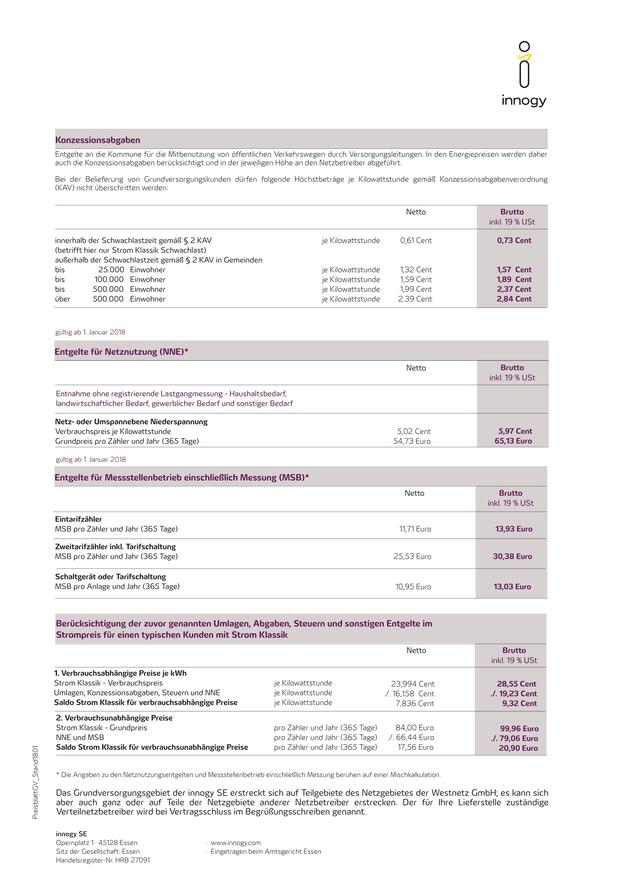 innogy
Konzessionsabgaben
Entgelte an die Kommune für die Mitbenutzung von öffentlichen Verkehrswegen durch Versorgungsleitungen. In den Energiepreisen werden daher
auch die Konzessionsabgaben berücksichtigt und in der jeweiligen Höhe an den Netzbetreiber abgeführt.
Bei der Belieferung von Grundversorgungskunden dürfen folgende Höchstbeträge je Kilowattstunde gemäß Konzessionsabgabenverordnung
(KAV) nicht überschritten werden:
Netto Brutto
inkl. 19 % USt
innerhalb der Schwachlastzeit gemäß § 2 KAV je Kilowattstunde 0,61 Cent 0,73 Cent
(betrifft hier nur Strom Klassik Schwachlast)
außerhalb der Schwachlastzeit gemäß § 2 KAV in Gemeinden
bis 25.000 Einwohner je Kilowattstunde 1,32 Cent 1,57 Cent
bis 100.000 Einwohner je Kilowattstunde 1,59 Cent 1,89 Cent
bis 500.000 Einwohner je Kilowattstunde 1,99 Cent 2,37 Cent
über 500.000 Einwohner je Kilowattstunde 2.39 Cent 2,84 Cent
gültig ab 1. Januar 2018
Entgelte für Netznutzung (NNE)*
Netto Brutto
inkl. 19 % USt
Entnahme ohne registrierende Lastgangmessung - Haushaltsbedarf,
landwirtschaftlicher Bedarf, gewerblicher Bedarf und sonstiger Bedarf
Netz- oder Umspannebene Niederspannung
Verbrauchspreis je Kilowattstunde 5,02 Cent 5,97 Cent
Grundpreis pro Zähler und Jahr (365 Tage) 54,73 Euro 65,13 Euro
gültig ab 1. Januar 2018
Entgelte für Messstellenbetrieb einschließlich Messung (MSB)*
Netto Brutto
inkl. 19 % USt
Eintarifzähler
MSB pro Zähler und Jahr (365 Tage) 11,71 Euro 13,93 Euro
Zweitarifzähler inkl. Tarifschaltung
MSB pro Zähler und Jahr (365 Tage) 25,53 Euro 30,38 Euro
Schaltgerät oder Tarifschaltung
MSB pro Anlage und Jahr (365 Tage) 10,95 Euro 13,03 Euro
Berücksichtigung der zuvor genannten Umlagen, Abgaben, Steuern und sonstigen Entgelte im
Strompreis für einen typischen Kunden mit Strom Klassik
Netto Brutto
inkl. 19 % USt
1. Verbrauchsabhängige Preise je kWh
Strom Klassik - Verbrauchspreis je Kilowattstunde 23,994 Cent 28,55 Cent
Umlagen, Konzessionsabgaben, Steuern und NNE je Kilowattstunde ./. 16,158 Cent ./. 19,23 Cent
Saldo Strom Klassik für verbrauchsabhängige Preise je Kilowattstunde 7,836 Cent 9,32 Cent
2. Verbrauchsunabhängige Preise
Strom Klassik - Grundpreis pro Zähler und Jahr (365 Tage) 84,00 Euro 99,96 Euro
NNE und MSB pro Zähler und Jahr (365 Tage) ./. 66,44 Euro ./. 79,06 Euro
Saldo Strom Klassik für verbrauchsunabhängige Preise pro Zähler und Jahr (365 Tage) 17,56 Euro 20,90 Euro
* Die Angaben zu den Netznutzungsentgelten und Messstellenbetrieb einschließlich Messung beruhen auf einer Mischkalkulation.
Das Grundversorgungsgebiet der innogy SE erstreckt sich auf Teilgebiete des Netzgebietes der Westnetz GmbH; es kann sich
aber auch ganz oder auf Teile der Netzgebiete anderer Netzbetreiber erstrecken. Der für Ihre Lieferstelle zuständige
Verteilnetzbetreiber wird bei Vertragsschluss im Begrüßungsschreiben genannt.
PreisblattGV_Stand1801
innogy SE
Opernplatz 1 · 45128 Essen · www.innogy.com
Sitz der Gesellschaft: Essen · Eingetragen beim Amtsgericht Essen
Handelsregister-Nr. HRB 27091